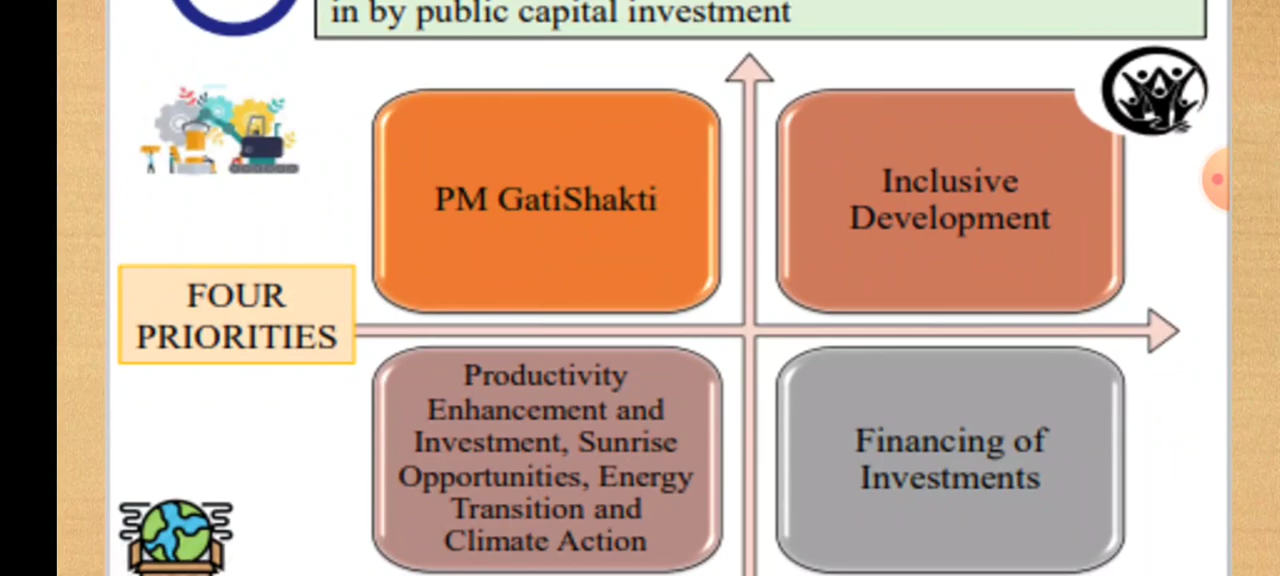 in by public capital investment
PM GatiShakti
Inclusive
Development
FOUR
PRIORITIES
Productivity
Enhancement and
Investment, Sunrise
Opportunities, Energy
Transition and
Climate Action
Financing of
Investments